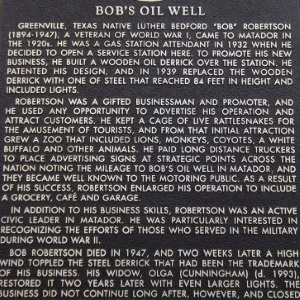 BOB'S OIL WELL
GREENVILLE, TEXAS NATIVE LUTHER BEDFORD "BOB" ROBERTSON
(1894-1947), A VETERAN OF WORLD WAR I, CAME TO MATADOR IN
THE 1920s. HE WAS A GAS STATION ATTENDANT IN 1932 WHEN HE
DECIDED TO OPEN A SERVICE STATION HERE. TO PROMOTE HIS NEW
BUSINESS, HE BUILT A WOODEN OIL DERRICK OVER THE STATION. HE
PATENTED HIS DESIGN, AND IN 1939 REPLACED THE WOODEN
DERRICK WITH ONE OF STEEL THAT REACHED 84 FEET IN HEIGHT AND
INCLUDED LIGHTS.
ROBERTSON WAS A GIFTED BUSINESSMAN AND PROMOTER, AND
HE USED ANY OPPORTUNITY TO ADVERTISE HIS OPERATION AND
ATTRACT CUSTOMERS. HE KEPT A CAGE OF LIVE RATTLESNAKES FOR
THE AMUSEMENT OF TOURISTS, AND FROM THAT INITIAL ATTRACTION
GREW A ZOO THAT INCLUDED LIONS, MONKEYS, COYOTES, A WHITE
BUFFALO AND OTHER ANIMALS. HE PAID LONG DISTANCE TRUCKERS
TO PLACE ADVERTISING SIGNS AT STRATEGIC POINTS ACROSS THE
NATION NOTING THE MILEAGE TO BOB'S OIL WELL IN MATADOR, AND
THEY BECAME WELL KNOWN TO THE MOTORING PUBLIC. AS A RESULT
OF HIS SUCCESS, ROBERTSON ENLARGED HIS OPERATION TO INCLUDE
A GROCERY, CAFÉ AND GARAGE.
IN ADDITION TO HIS BUSINESS SKILLS, ROBERTSON WAS AN ACTIVE
CIVIC LEADER IN MATADOR. HE WAS PARTICULARLY INTERESTED IN
RECOGNIZING THE EFFORTS OF THOSE WHO SERVED IN THE MILITARY
DURING WORLD WAR II.
BOB ROBERTSON DIED IN 1947, AND TWO WEEKS LATER A HIGH
WIND TOPPLED THE STEEL DERRICK THAT HAD BEEN THE TRADEMARK
OF HIS BUSINESS. HIS WIDOW, OLGA (CUNNINGHAM) (d. 1993),
RESTORED IT TWO YEARS LATER WITH EVEN LARGER LIGHTS. THE
BUSINESS DID NOT CONTINUE LONG AFTER, HOWEVER, AND CLOSED